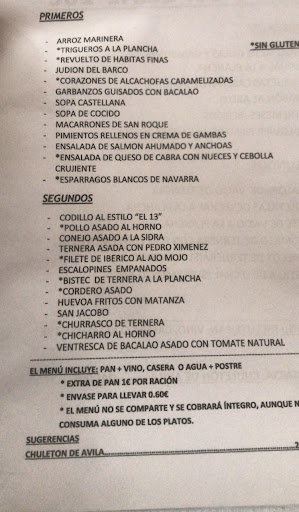 PRIMEROS
- ARROZ MARINERA
- *TRIGUEROS A LA PLANCHA
*SIN GLUTEN
- *REVUELTO DE HABITAS FINAS
- JUDION DEL BARCO
- *CORAZONES DE ALCACHOFAS CARAMELIZADAS
- GARBANZOS GUISADOS CON BACALAO
- SOPA CASTELLANA
- SOPA DE COCIDO
- MACARRONES DE SAN ROQUE
- PIMIENTOS RELLENOS EN CREMA DE GAMBAS
- ENSALADA DE SALMON AHUMADO Y ANCHOAS
- *ENSALADA DE QUESO DE CABRA CON NUECES Y CEBOLLA
CRUJIENTE
- *ESPARRAGOS BLANCOS DE NAVARRA
SEGUNDOS
- CODILLO AL ESTILO "EL 13"
- *POLLO ASADO AL HORNO
- CONEJO ASADO A LA SIDRA
- TERNERA ASADA CON PEDRO XIMENEZ
- *FILETE DE IBERICO AL AJO MOJO
- ESCALOPINES EMPANADOS
- *BISTEC DE TERNERA A LA PLANCHA
- *CORDERO ASADO
- HUEVOA FRITOS CON MATANZA
- SAN JACOBO
- *CHURRASCO DE TERNERA
- *CHICHARRO AL HORNO
- VENTRESCA DE BACALAO ASADO CON TOMATE NATURAL
EL MENÚ INCLUYE: PAN + VINO, CASERA O AGUA + POSTRE
* EXTRA DE PAN 1€ POR RACIÓN
* ENVASE PARA LLEVAR 0.60€
* EL MENÚ NO SE COMPARTE Y SE COBRARÁ ÍNTEGRO, AUNQUE N
CONSUMA ALGUNO DE LOS PLATOS.
SUGERENCIAS
CHULETON DE AVILA............2